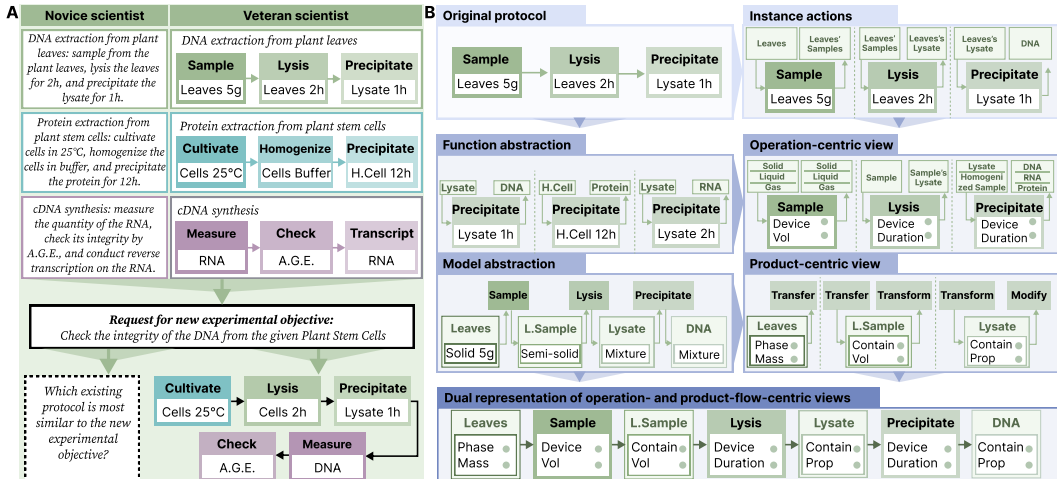 A
Novice scientist
Veteran scientist
DNA extraction from plant
leaves: sample from the
plant leaves, lysis the leaves
for 2h, and precipitate the
lysate for 1h.
DNA extraction from plant leaves
Sample
Lysis
Precipitate
Leaves 5g
Leaves 2h
Lysate 1h
Protein extraction from
plant stem cells: cultivate
cells in 25°C, homogenize the
cells in buffer, and precipitate
the protein for 12h.
Protein extraction from plant stem cells
Cultivate
Homogenize
Precipitate
Cells 25°C
Cells Buffer
H.Cell 12h
cDNA synthesis: measure
the quantity of the RNA,
check its integrity by
A.G.E., and conduct reverse
transcription on the RNA.
cDNA synthesis
Measure
Check
Transcript
RNA
A.G.E.
RNA
Request for new experimental objective:
Check the integrity of the DNA from the given Plant Stem Cells
Which existing
protocol is most
similar to the new
experimental
objective?
Cultivate
Lysis
Precipitate
Cells 25°C
Cells 2h
Lysate 1h
Check
Measure
A.G.E.
DNA
B
Original protocol
Sample
Lysis
Precipitate
Leaves 5g
Leaves 2h
Lysate 1h
Instance actions
Leaves
Leaves'
Samples
Leaves'
Samples
Leaves's
Lysate
Leaves's
Lysate
DNA
Sample
Lysis
Precipitate
Leaves 5g
Leaves 2h
Lysate 1h
Function abstraction
Lysate
DNA
H.Cell
Protein
Lysate
RNA
Precipitate
Precipitate
Precipitate
Lysate 1h
H.Cell 12h
Lysate 2h
Operation-centric view
Solid
Liquid
Gas
Solid
Liquid
Gas
Sample
Sample's
Lysate
Lysate
Homogeni
zed Sample
DNA
RNA
Protein
Sample
Device
Vol
Lysis
Device
Duration
Precipitate
Device
Duration
Model abstraction
Sample
Lysis
Precipitate
Leaves
L.Sample
Lysate
DNA
Solid 5g
Semi-solid
Mixture
Mixture
Product-centric view
Transfer
Transfer
Transform
Transform
Modify
Leaves
Phase
Mass
L.Sample
Contain
Vol
Lysate
Contain
Prop
Dual representation of operation- and product-flow-centric views
Leaves
Sample
L.Sample
Lysis
Lysate
Precipitate
DNA
Phase
Mass
Device
Vol
Contain
Vol
Device
Duration
Contain
Prop
Device
Duration
Contain
Prop